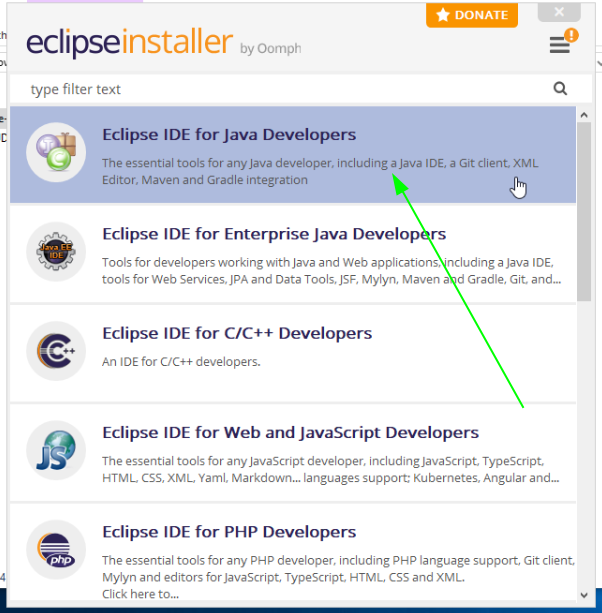 DONATE
eclipseinstaller by Oomph
type filter text
Eclipse IDE for Java Developers
The essential tools for any Java developer, including a Java IDE, a Git client, XML
Editor, Maven and Gradle integration
Java EE
IDE
Eclipse IDE for Enterprise Java Developers
Tools for developers working with Java and Web applications, including a Java IDE,
tools for Web Services, JPA and Data Tools, JSF, Mylyn, Maven and Gradle, Git, and...
C++
Eclipse IDE for C/C++ Developers
An IDE for C/C++ developers.
JS
Eclipse IDE for Web and JavaScript Developers
The essential tools for any JavaScript developer, including JavaScript, TypeScript,
HTML, CSS, XML, Yaml, Markdown... languages support; Kubernetes, Angular and...
php
Eclipse IDE for PHP Developers
The essential tools for any PHP developer, including PHP language support, Git client,
Mylyn and editors for JavaScript, TypeScript, HTML, CSS and XML.
Click here to...